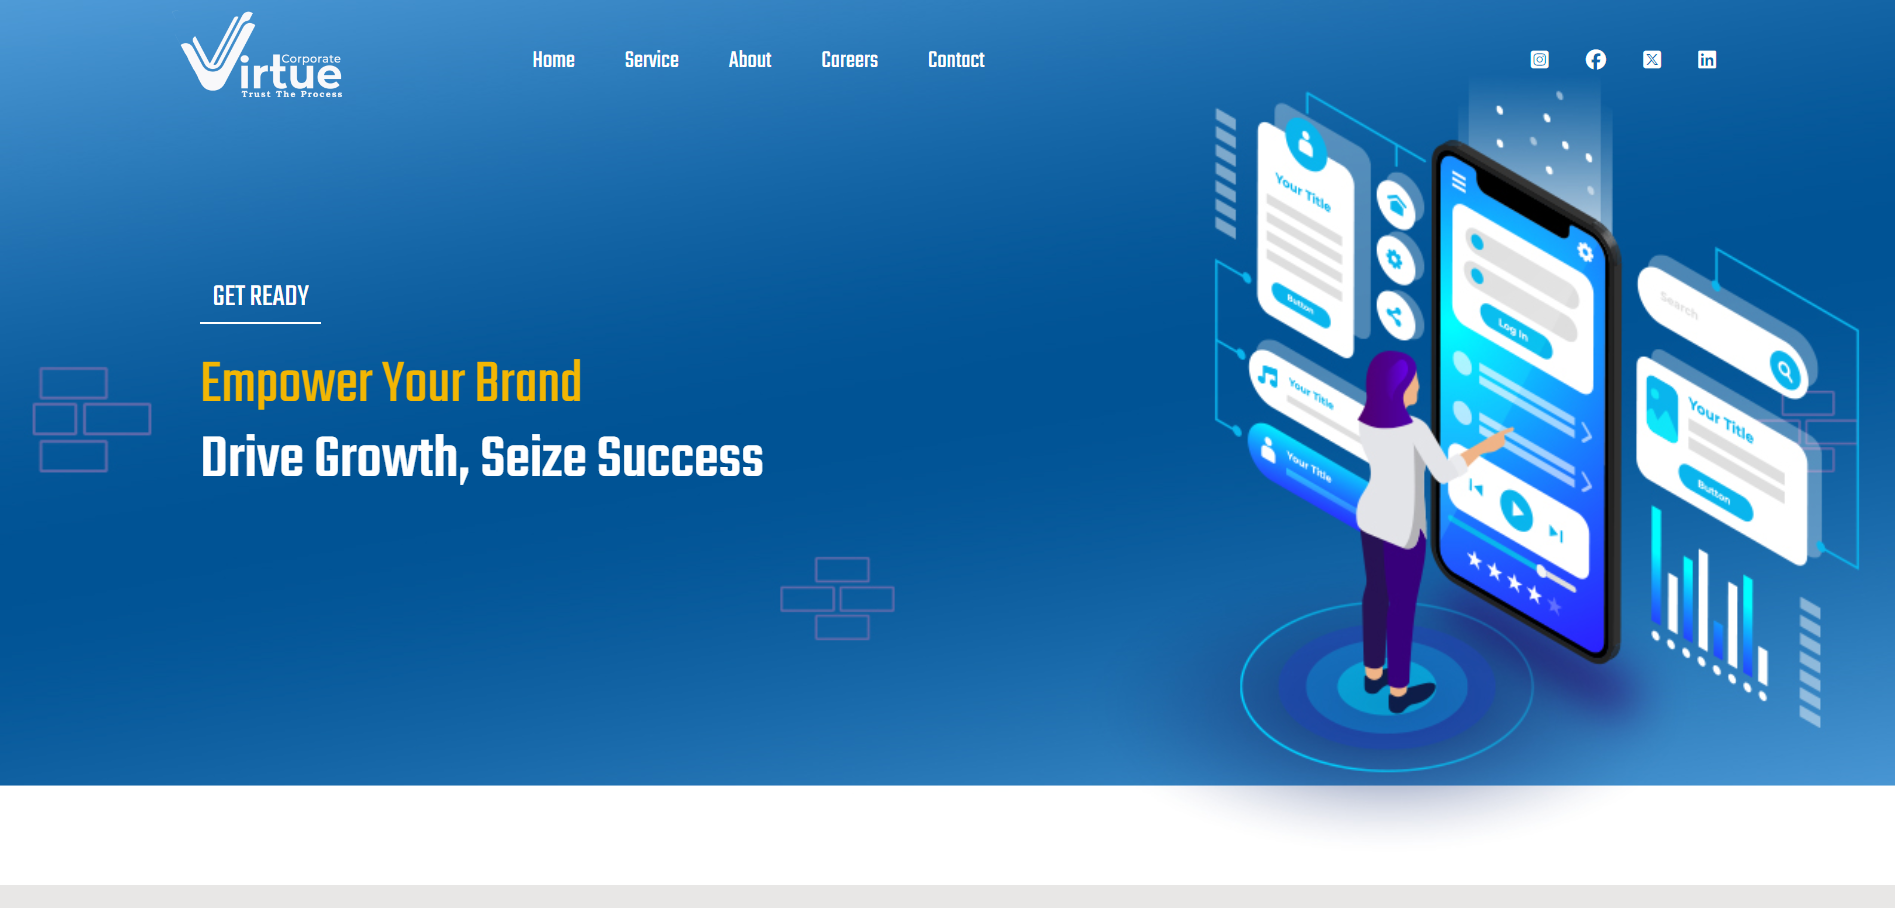 Corporate
Virtue
Trust The Process
Home Service About Careers Contact
GET READY
Empower Your Brand
Drive Growth, Seize Success
Your Title
Button
Your Title
Your Title
Log In
Search
Your Title
Button